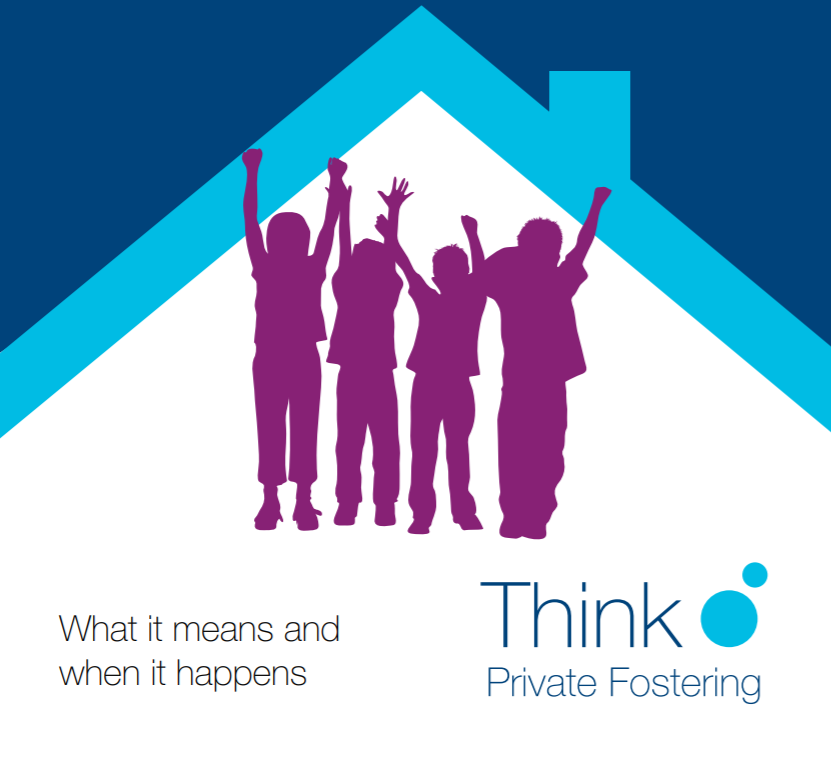 What it means and
when it happens
Think
Private Fostering